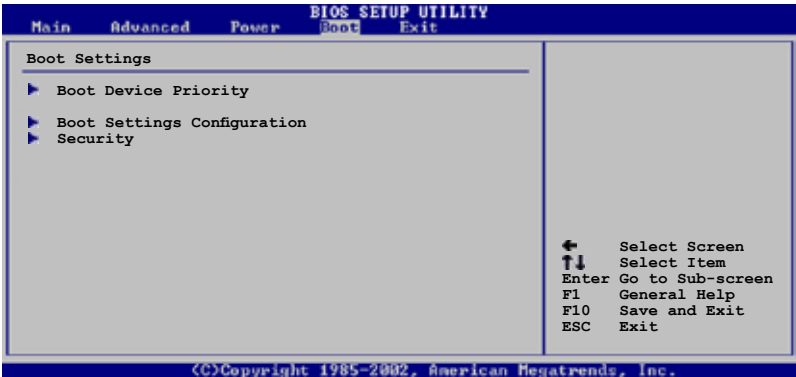 BIOS SETUP UTILITY
Main Advanced Power Boot Exit
Boot Settings
Boot Device Priority
Boot Settings Configuration
Security
← Select Screen
↑↓ Select Item
Enter Go to Sub-screen
F1 General Help
F10 Save and Exit
ESC Exit
(C)Copyright 1985-2002, American Megatrends, Inc.